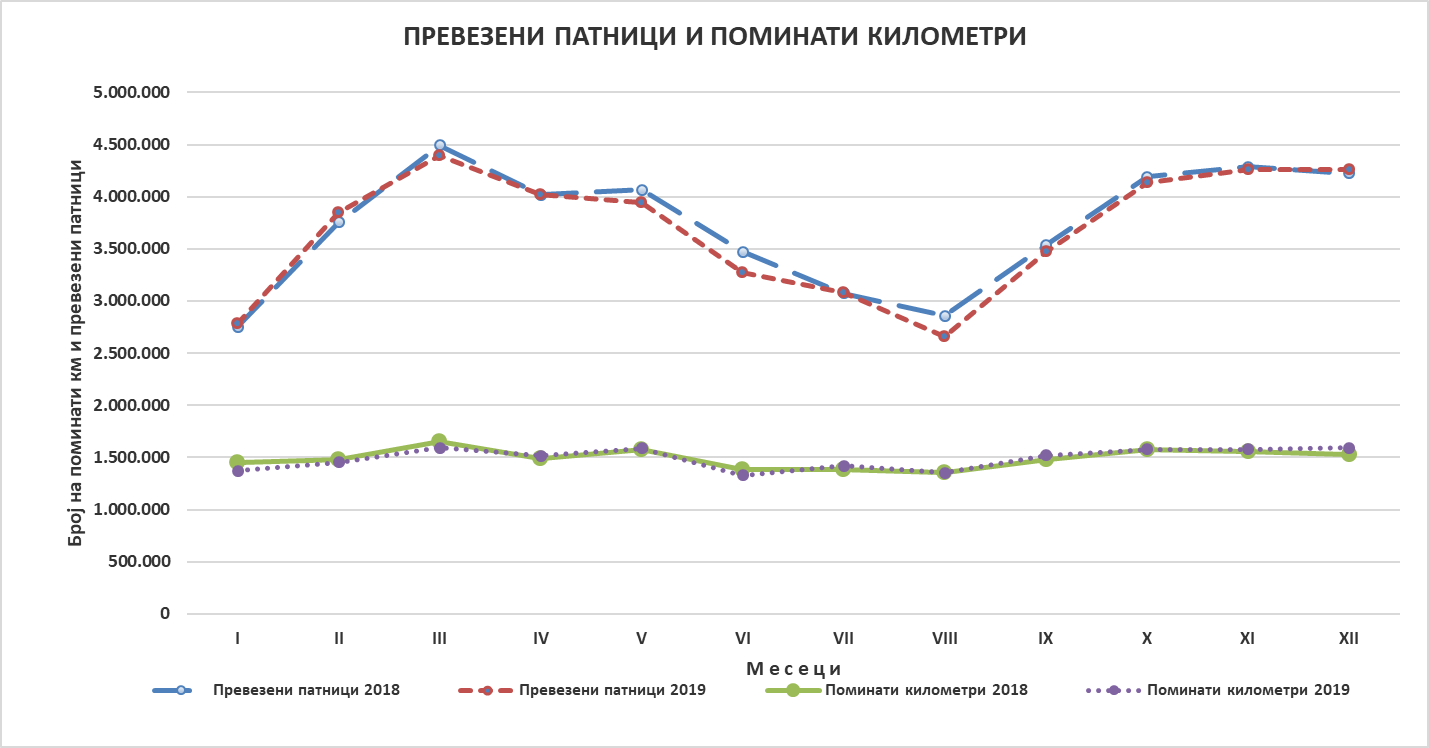 ПРЕВЕЗЕНИ ПАТНИЦИ И ПОМИНАТИ КИЛОМЕТРИ
Број на поминати км и превезени патници
5.000.000
4.500.000
4.000.000
3.500.000
3.000.000
2.500.000
2.000.000
1.500.000
1.000.000
500.000
0
I II III IV V VI VII VIII IX X XI XII
Месеци
Превезени патници 2018 Превезени патници 2019 Поминати километри 2018 Поминати километри 2019